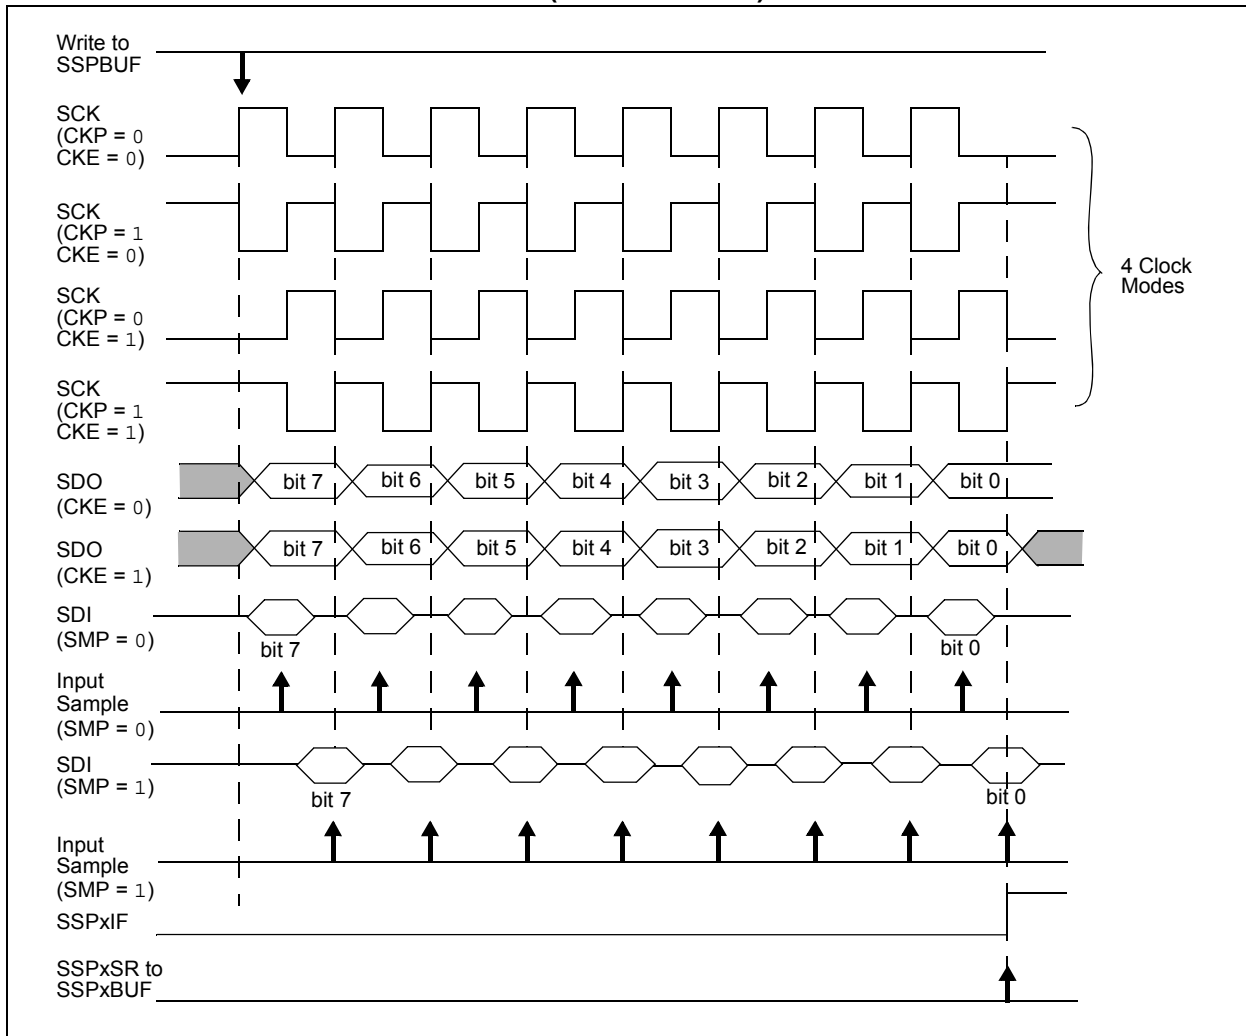 Write to
SSPBUF
SCK
(CKP = 0
CKE = 0)
SCK
(CKP = 1
CKE = 0)
4 Clock
Modes
SCK
(CKP = 0
CKE = 1)
SCK
(CKP = 1
CKE = 1)
SDO
(CKE = 0)
bit 7 bit 6 bit 5 bit 4 bit 3 bit 2 bit 1 bit 0
SDO
(CKE = 1)
bit 7 bit 6 bit 5 bit 4 bit 3 bit 2 bit 1 bit 0
SDI
(SMP = 0)
bit 7 bit 0
Input
Sample
(SMP = 0)
SDI
(SMP = 1)
bit 7 bit 0
Input
Sample
(SMP = 1)
SSPxIF
SSPxSR to
SSPxBUF